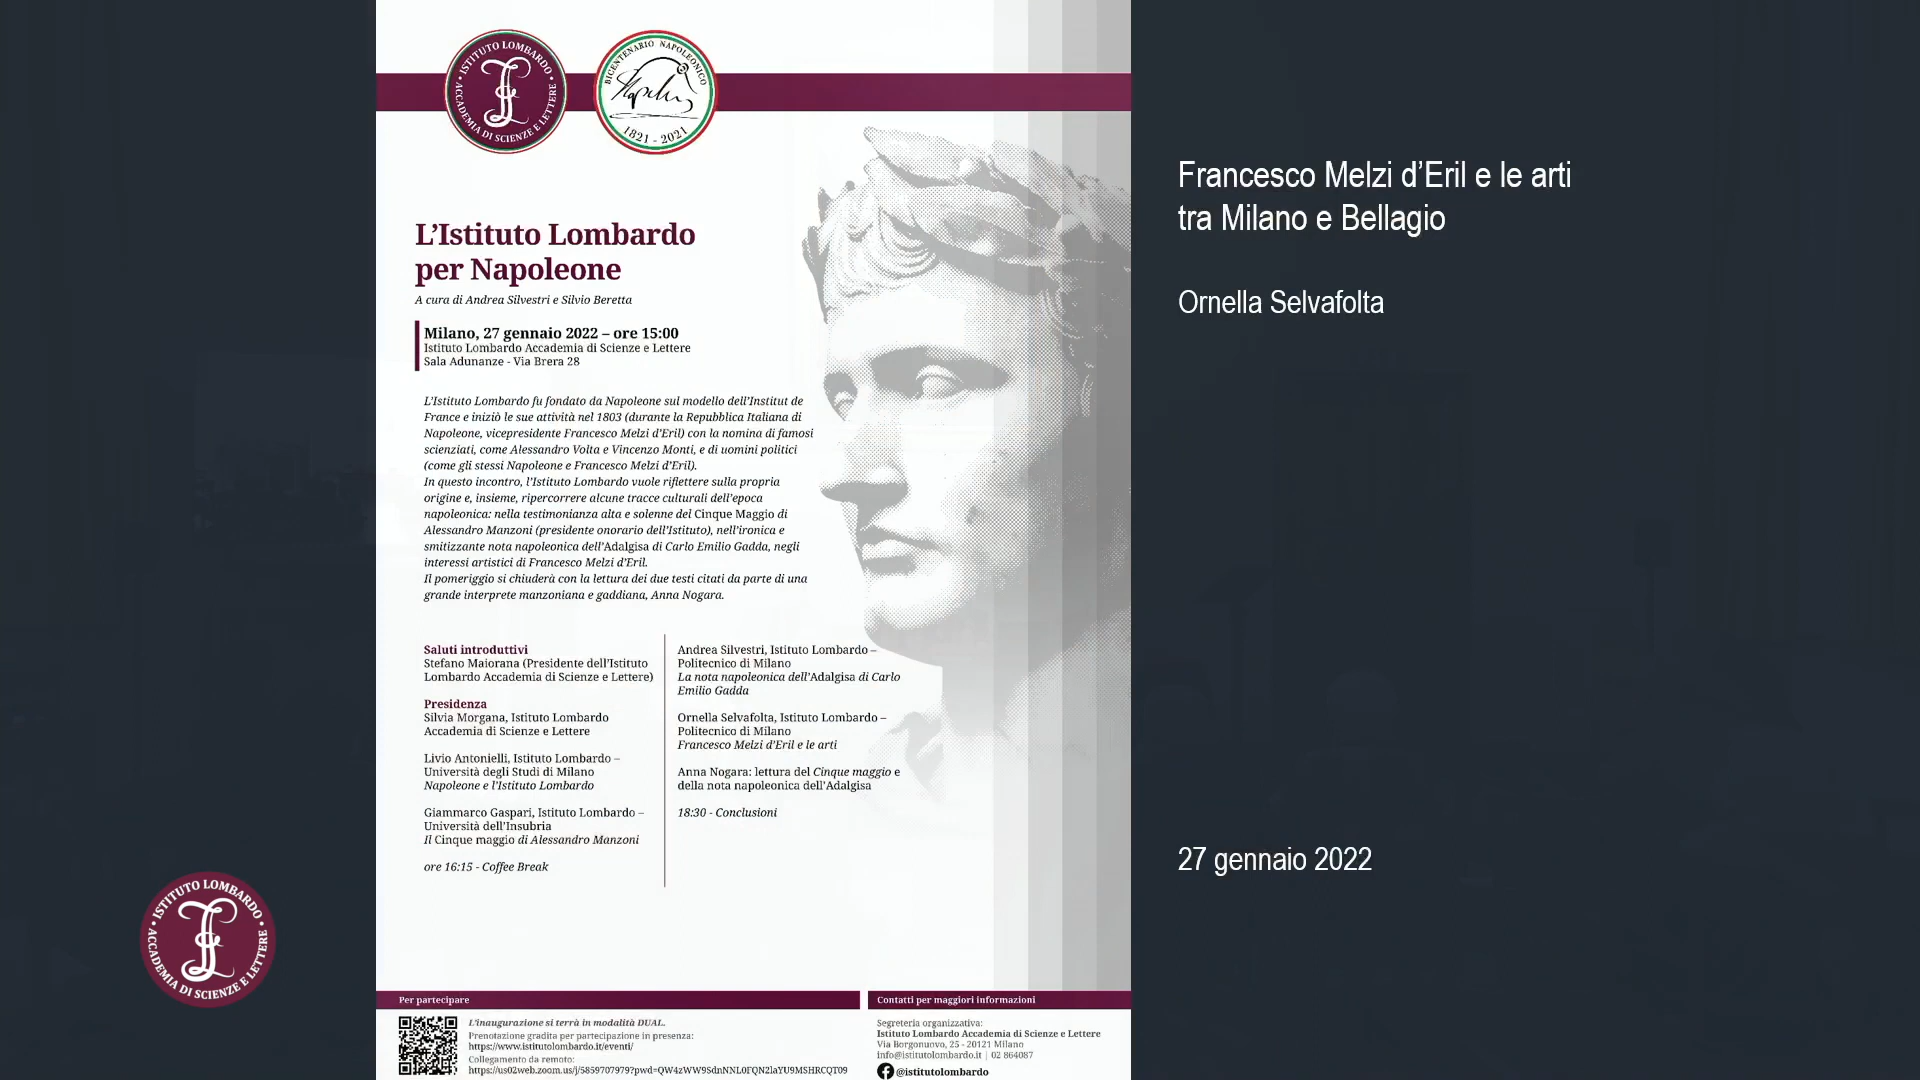 ISTITUTO LOMBARDO
ACCADEMIA DI SCIENZE E LETTERE
BICENTENARIO NAPOLEONICO
1821 - 2021
L'Istituto Lombardo
per Napoleone
A cura di Andrea Silvestri e Silvio Beretta
Milano, 27 gennaio 2022 – ore 15:00
Istituto Lombardo Accademia di Scienze e Lettere
Sala Adunanze - Via Brera 28
L'Istituto Lombardo fu fondato da Napoleone sul modello dell'Institut de
France e iniziò le sue attività nel 1803 (durante la Repubblica Italiana di
Napoleone, vicepresidente Francesco Melzi d'Eril) con la nomina di famosi
scienziati, come Alessandro Volta e Vincenzo Monti, e di uomini politici
(come gli stessi Napoleone e Francesco Melzi d'Eril).
In questo incontro, l'Istituto Lombardo vuole riflettere sulla propria
origine e, insieme, ripercorrere alcune tracce culturali dell'epoca
napoleonica: nella testimonianza alta e solenne del Cinque Maggio di
Alessandro Manzoni (presidente onorario dell'Istituto), nell'ironica e
smitizzante nota napoleonica dell'Adalgisa di Carlo Emilio Gadda, negli
interessi artistici di Francesco Melzi d'Eril.
Il pomeriggio si chiuderà con la lettura dei due testi citati da parte di una
grande interprete manzoniana e gaddiana, Anna Nogara.
Saluti introduttivi
Stefano Maiorana (Presidente dell'Istituto
Lombardo Accademia di Scienze e Lettere)
Presidenza
Silvia Morgana, Istituto Lombardo
Accademia di Scienze e Lettere
Livio Antonielli, Istituto Lombardo –
Università degli Studi di Milano
Napoleone e l'Istituto Lombardo
Giammarco Gaspari, Istituto Lombardo –
Università dell'Insubria
Il Cinque maggio di Alessandro Manzoni
ore 16:15 - Coffee Break
Andrea Silvestri, Istituto Lombardo –
Politecnico di Milano
La nota napoleonica dell'Adalgisa di Carlo
Emilio Gadda
Ornella Selvafolta, Istituto Lombardo –
Politecnico di Milano
Francesco Melzi d'Eril e le arti
Anna Nogara: lettura del Cinque maggio e
della nota napoleonica dell'Adalgisa
18:30 - Conclusioni
Per partecipare
L'inaugurazione si terrà in modalità DUAL.
Prenotazione gradita per partecipazione in presenza:
https://www.istitutolombardo.it/eventi/
Collegamento da remoto:
https://us02web.zoom.us/j/5859707979?pwd=QW4zWW9SdnNNL0FQN2laYU9MSHRCQT09
Contatti per maggiori informazioni
Segreteria organizzativa:
Istituto Lombardo Accademia di Scienze e Lettere
Via Borgonuovo, 25 - 20121 Milano
info@istitutolombardo.it | 02 864087
@istitutolombardo
Francesco Melzi d'Eril e le arti
tra Milano e Bellagio
Ornella Selvafolta
27 gennaio 2022
ISTITUTO LOMBARDO
ACCADEMIA DI SCIENZE E LETTERE